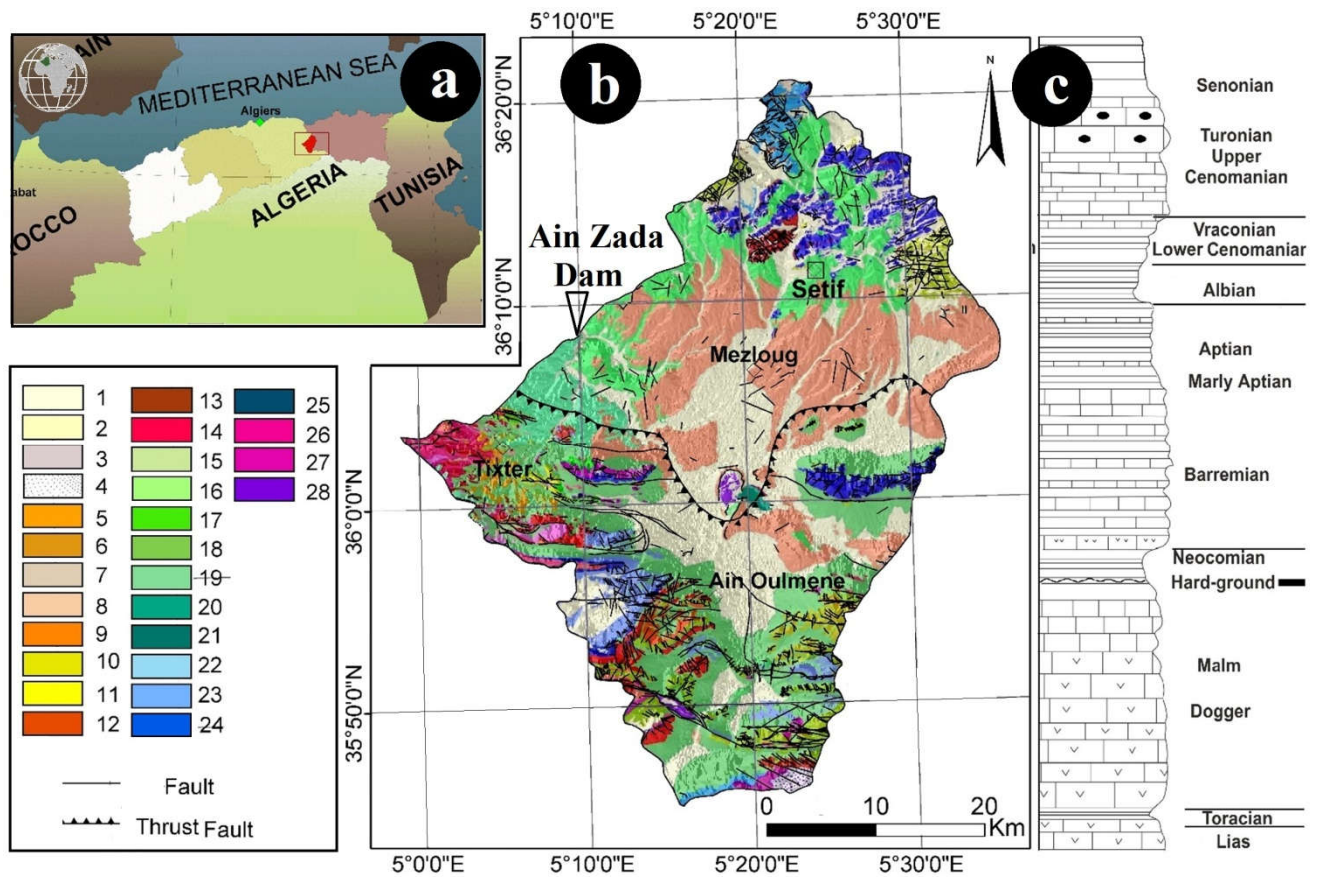 a
AIN
MEDITERRANEAN SEA
Algiers
abat
ROCCO
ALGERIA
TUNISIA
5°10'0"E
5°20'0"E
5°30'0"E
b
N
36°20'0"N
36°10'0"N
36°0'0"N
35°50'0"N
Ain Zada
Dam
Setif
Mezloug
Tixter
Ain Oulmene
0 10 20
Km
5°0'0"E
5°10'0"E
5°20'0"E
5°30'0"E
1
2
3
4
5
6
7
8
9
10
11
12
13
14
15
16
17
18
19
20
21
22
23
24
25
26
27
28
Fault
Thrust Fault
c
Senonian
Turonian
Upper
Cenomanian
Vraconian
Lower Cenomaniar
Albian
Aptian
Marly Aptian
Barremian
Neocomian
Hard-ground
Malm
Dogger
Toracian
Lias